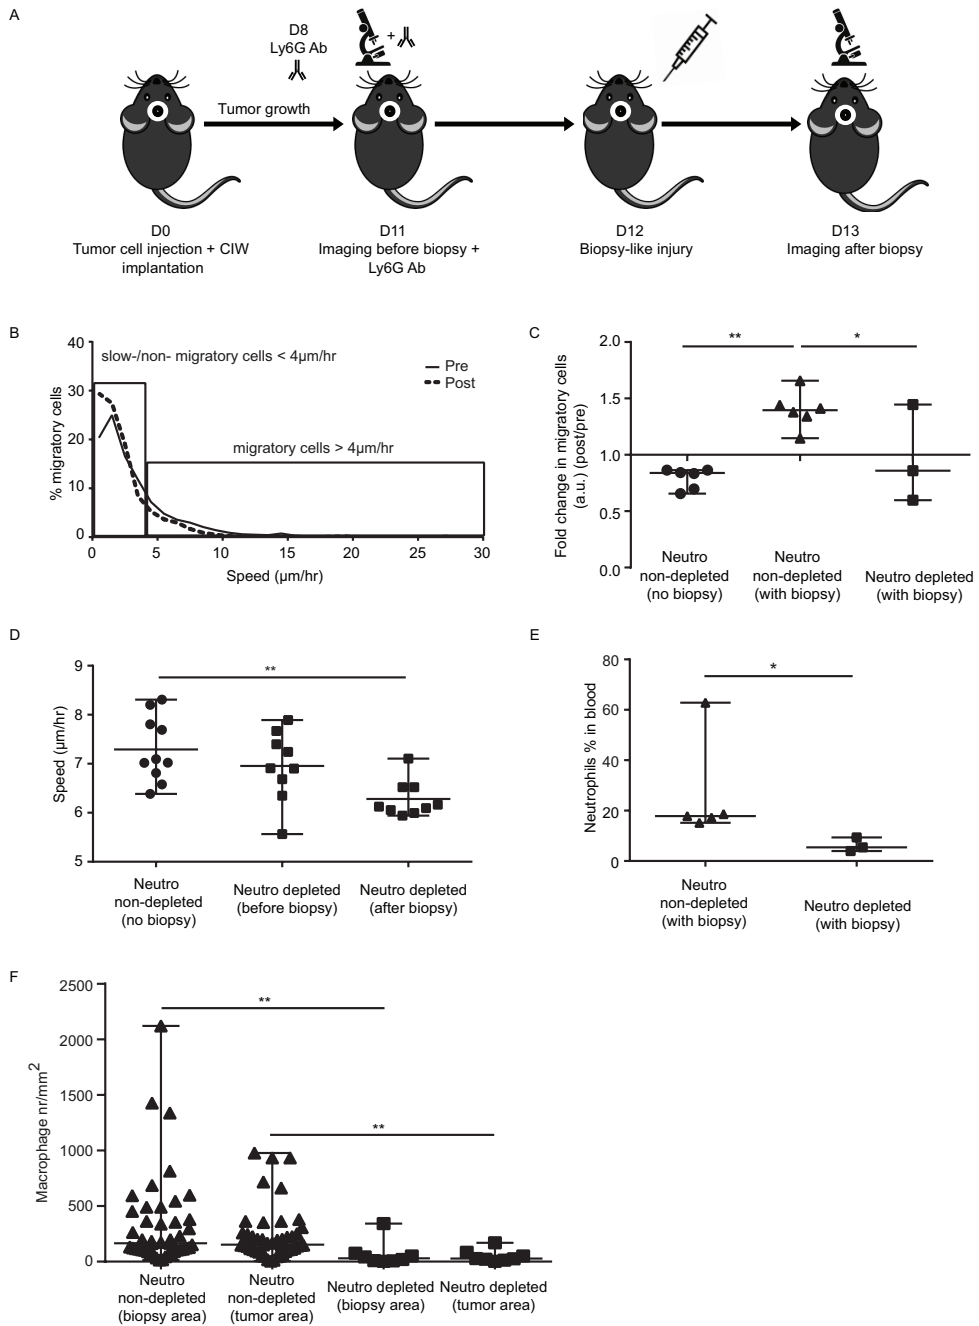 A
D8
Ly6G Ab
+
Tumor growth
D0
Tumor cell injection + CIW
implantation
D11
Imaging before biopsy +
Ly6G Ab
D12
Biopsy-like injury
D13
Imaging after biopsy
B
% migratory cells
40
30
20
10
0
slow-/non- migratory cells < 4µm/hr
Pre
Post
migratory cells > 4µm/hr
0 5 10 15 20 25 30
Speed (µm/hr)
C
Fold change in migratory cells
(a.u.) (post/pre)
2.0
1.5
1.0
0.5
0.0
** *
Neutro
non-depleted
(no biopsy)
Neutro
non-depleted
(with biopsy)
Neutro depleted
(with biopsy)
D
Speed (µm/hr)
9
8
7
6
5
**
Neutro
non-depleted
(no biopsy)
Neutro depleted
(before biopsy)
Neutro depleted
(after biopsy)
E
Neutrophils % in blood
80
60
40
20
0
*
Neutro
non-depleted
(with biopsy)
Neutro depleted
(with biopsy)
F
Macrophage nr/mm2
2500
2000
1500
1000
500
0
**
**
Neutro
non-depleted
(biopsy area)
Neutro
non-depleted
(tumor area)
Neutro depleted
(biopsy area)
Neutro depleted
(tumor area)